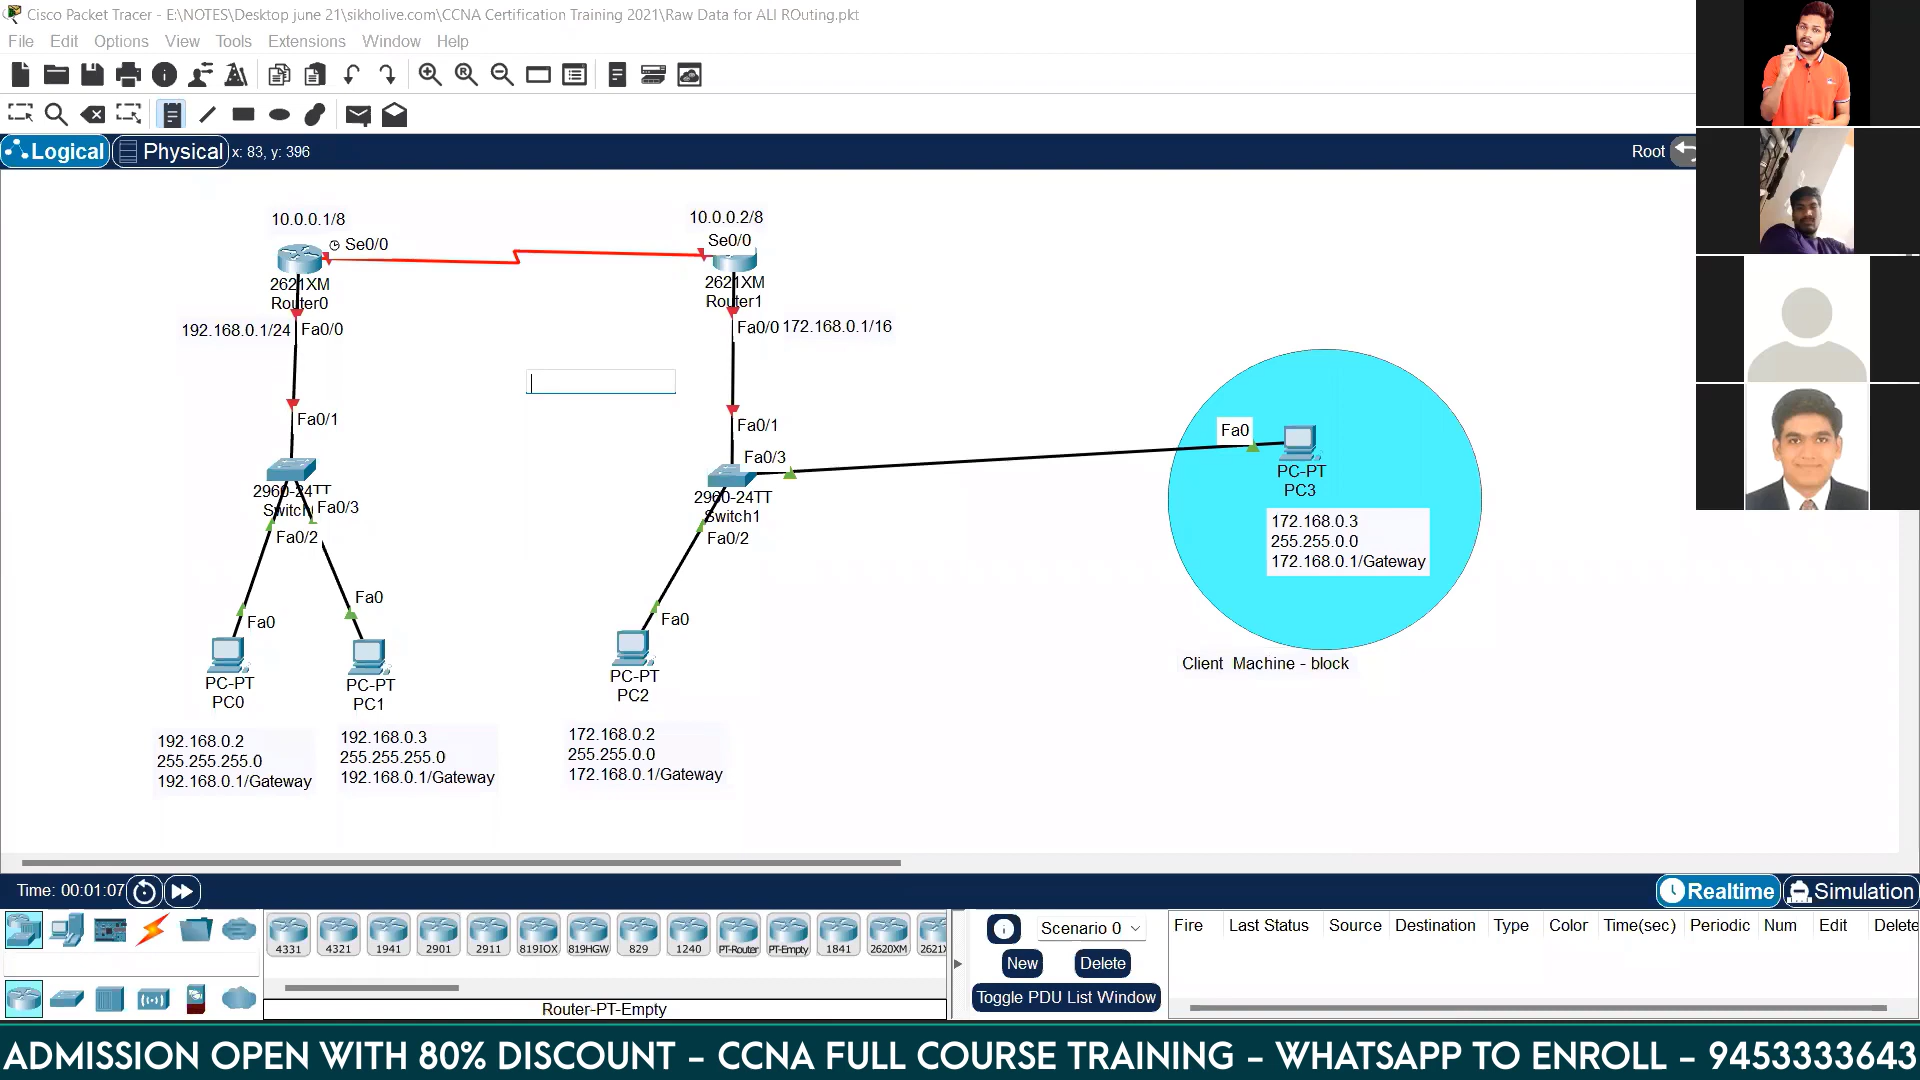 Cisco Packet Tracer - E:\NOTES\Desktop june 21\sikholive.com\CCNA Certification Training 2021\Raw Data for ALI ROuting.pkt
File Edit Options View Tools Extensions Window Help
Logical Physical x: 83, y: 396 Root
10.0.0.1/8
10.0.0.2/8
Se0/0
Se0/0
2621XM
Router0
2621XM
Router1
192.168.0.1/24 Fa0/0
Fa0/0 172.168.0.1/16
Fa0/1
Fa0/1
Fa0/3
Fa0
PC-PT
PC3
2960-24TT
Switch
Fa0/3
Fa0/2
2960-24TT
Switch1
Fa0/2
172.168.0.3
255.255.0.0
172.168.0.1/Gateway
Fa0
Fa0
Fa0
Client Machine - block
PC-PT
PC0
PC-PT
PC1
PC-PT
PC2
192.168.0.2
255.255.255.0
192.168.0.1/Gateway
192.168.0.3
255.255.255.0
192.168.0.1/Gateway
172.168.0.2
255.255.0.0
172.168.0.1/Gateway
Time: 00:01:07
Realtime Simulation
4331 4321 1941 2901 2911 819IOX 819HGW 829 1240 PT-Router PT-Empty 1841 2620XM 2621X
Router-PT-Empty
Scenario 0
New Delete
Toggle PDU List Window
Fire Last Status Source Destination Type Color Time(sec) Periodic Num Edit Delete
ADMISSION OPEN WITH 80% DISCOUNT – CCNA FULL COURSE TRAINING – WHATSAPP TO ENROLL – 9453333643